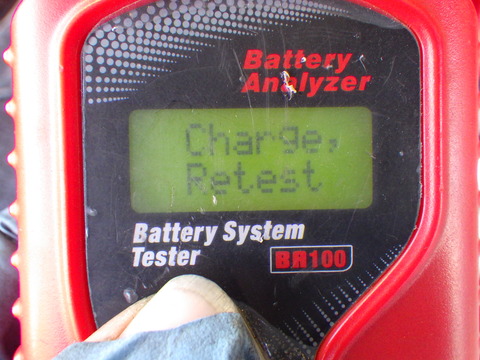 Battery
Analyzer
Charge,
Retest
Battery System
Tester
BA100